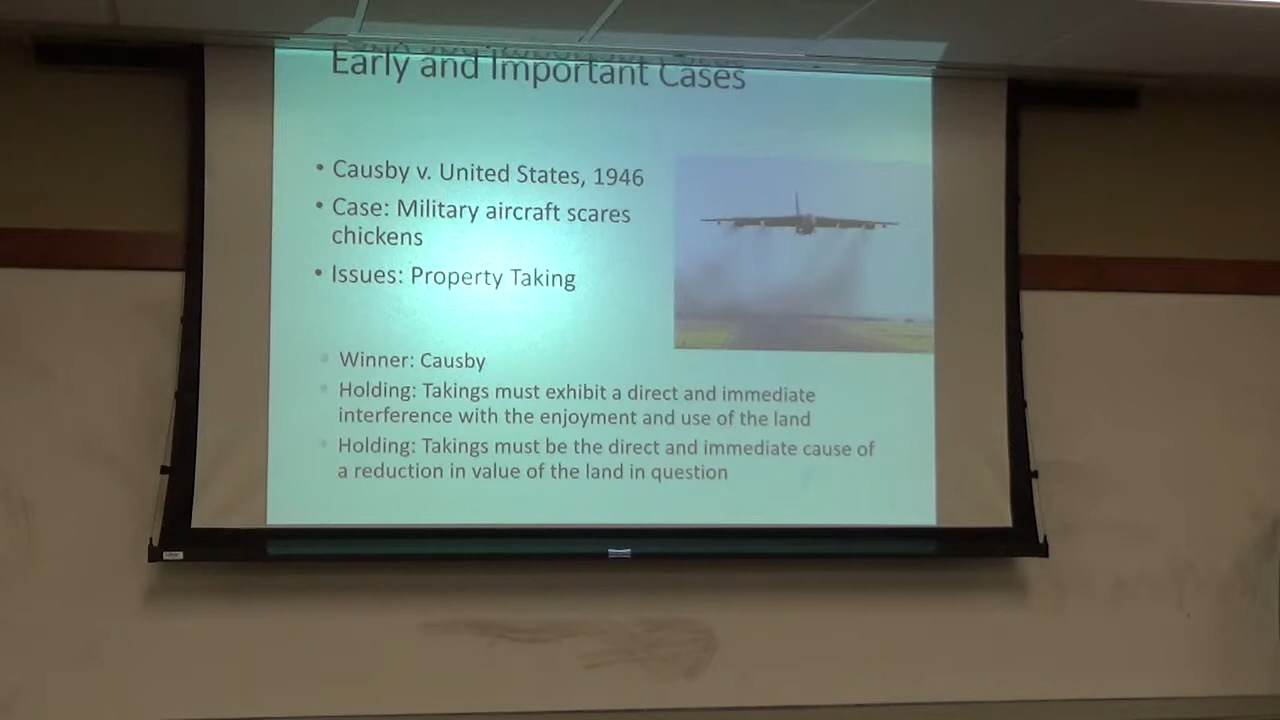 Early and Important Cases
• Causby v. United States, 1946
• Case: Military aircraft scares
chickens
• Issues: Property Taking
• Winner: Causby
• Holding: Takings must exhibit a direct and immediate
interference with the enjoyment and use of the land
• Holding: Takings must be the direct and immediate cause of
a reduction in value of the land in question